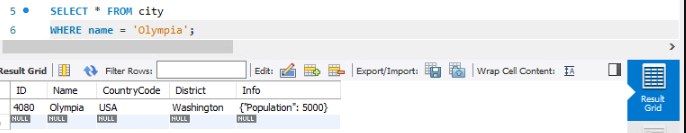 5 SELECT * FROM city
6 WHERE name = 'Olympia';
Result Grid Filter Rows: Edit: Export/Import: Wrap Cell Content:
ID Name CountryCode District Info
4080 Olympia USA Washington {"Population": 5000}
NULL NULL NULL NULL NULL
Result
Grid